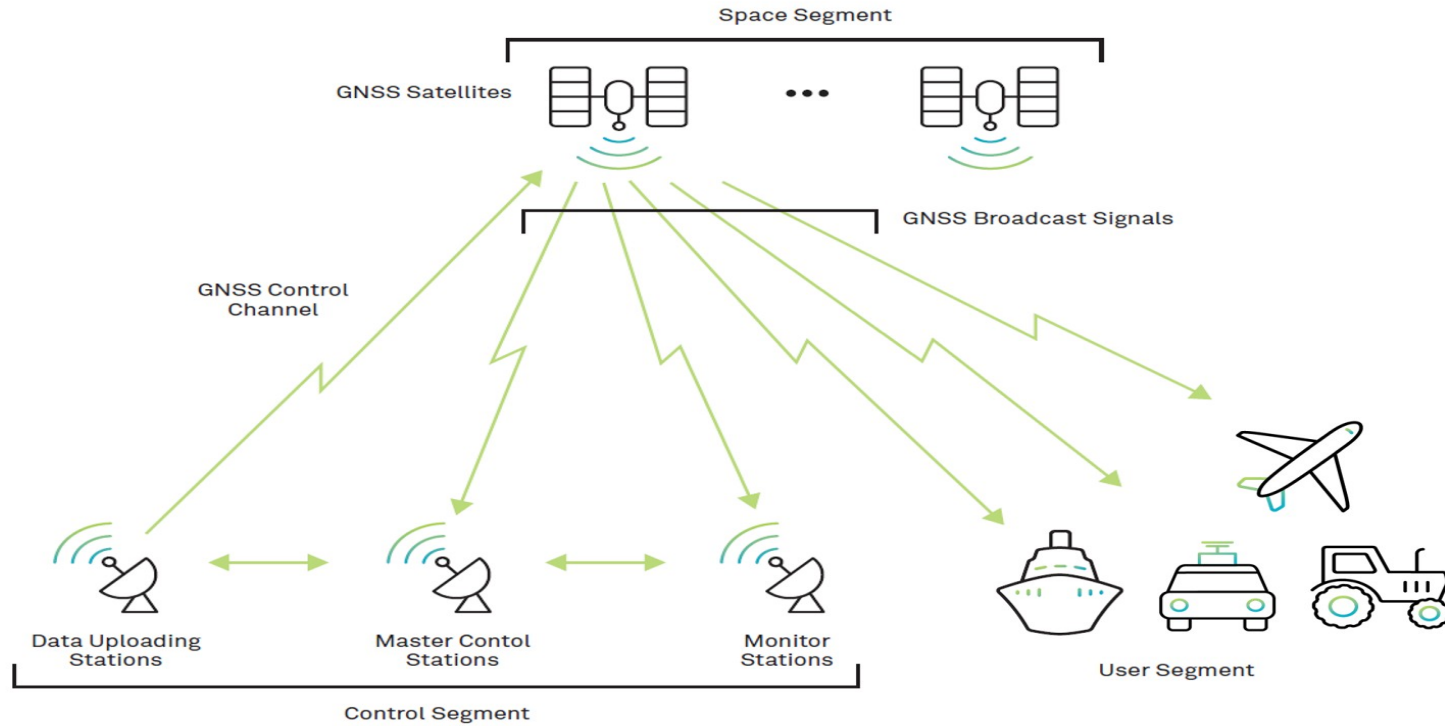 Space Segment
GNSS Satellites
GNSS Broadcast Signals
GNSS Control
Channel
Data Uploading
Stations
Master Contol
Stations
Monitor
Stations
User Segment
Control Segment